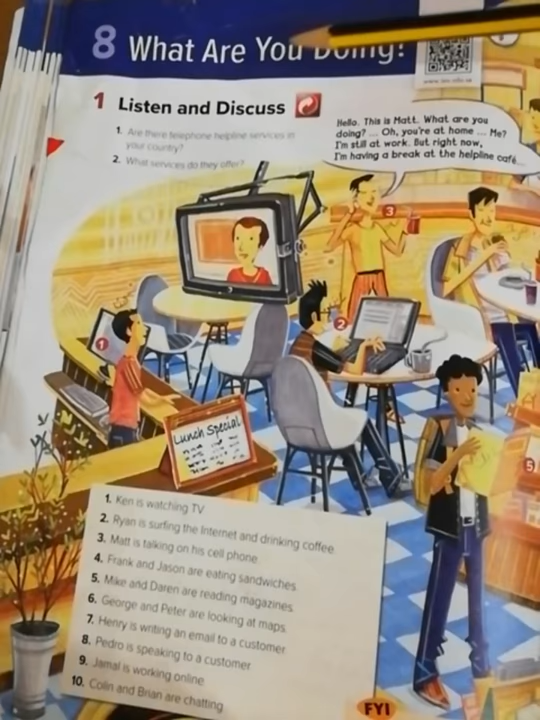 8 What Are You Doing?
1 Listen and Discuss
1. Are there telephone helpline services in
your country?
2. What services do they offer?
Hello. This is Matt. What are you
doing? ... Oh, you're at home ... Me?
I'm still at work. But right now,
I'm having a break at the helpline café...
3
2
1
Lunch Special
5
1. Ken is watching TV
2. Ryan is surfing the Internet and drinking coffee.
3. Matt is talking on his cell phone
4. Frank and Jason are eating sandwiches.
5. Mike and Daren are reading magazines.
6. George and Peter are looking at maps.
7. Henry is writing an email to a customer
8. Pedro is speaking to a customer
9. Jamal is working online
10. Colin and Brian are chatting
FYI